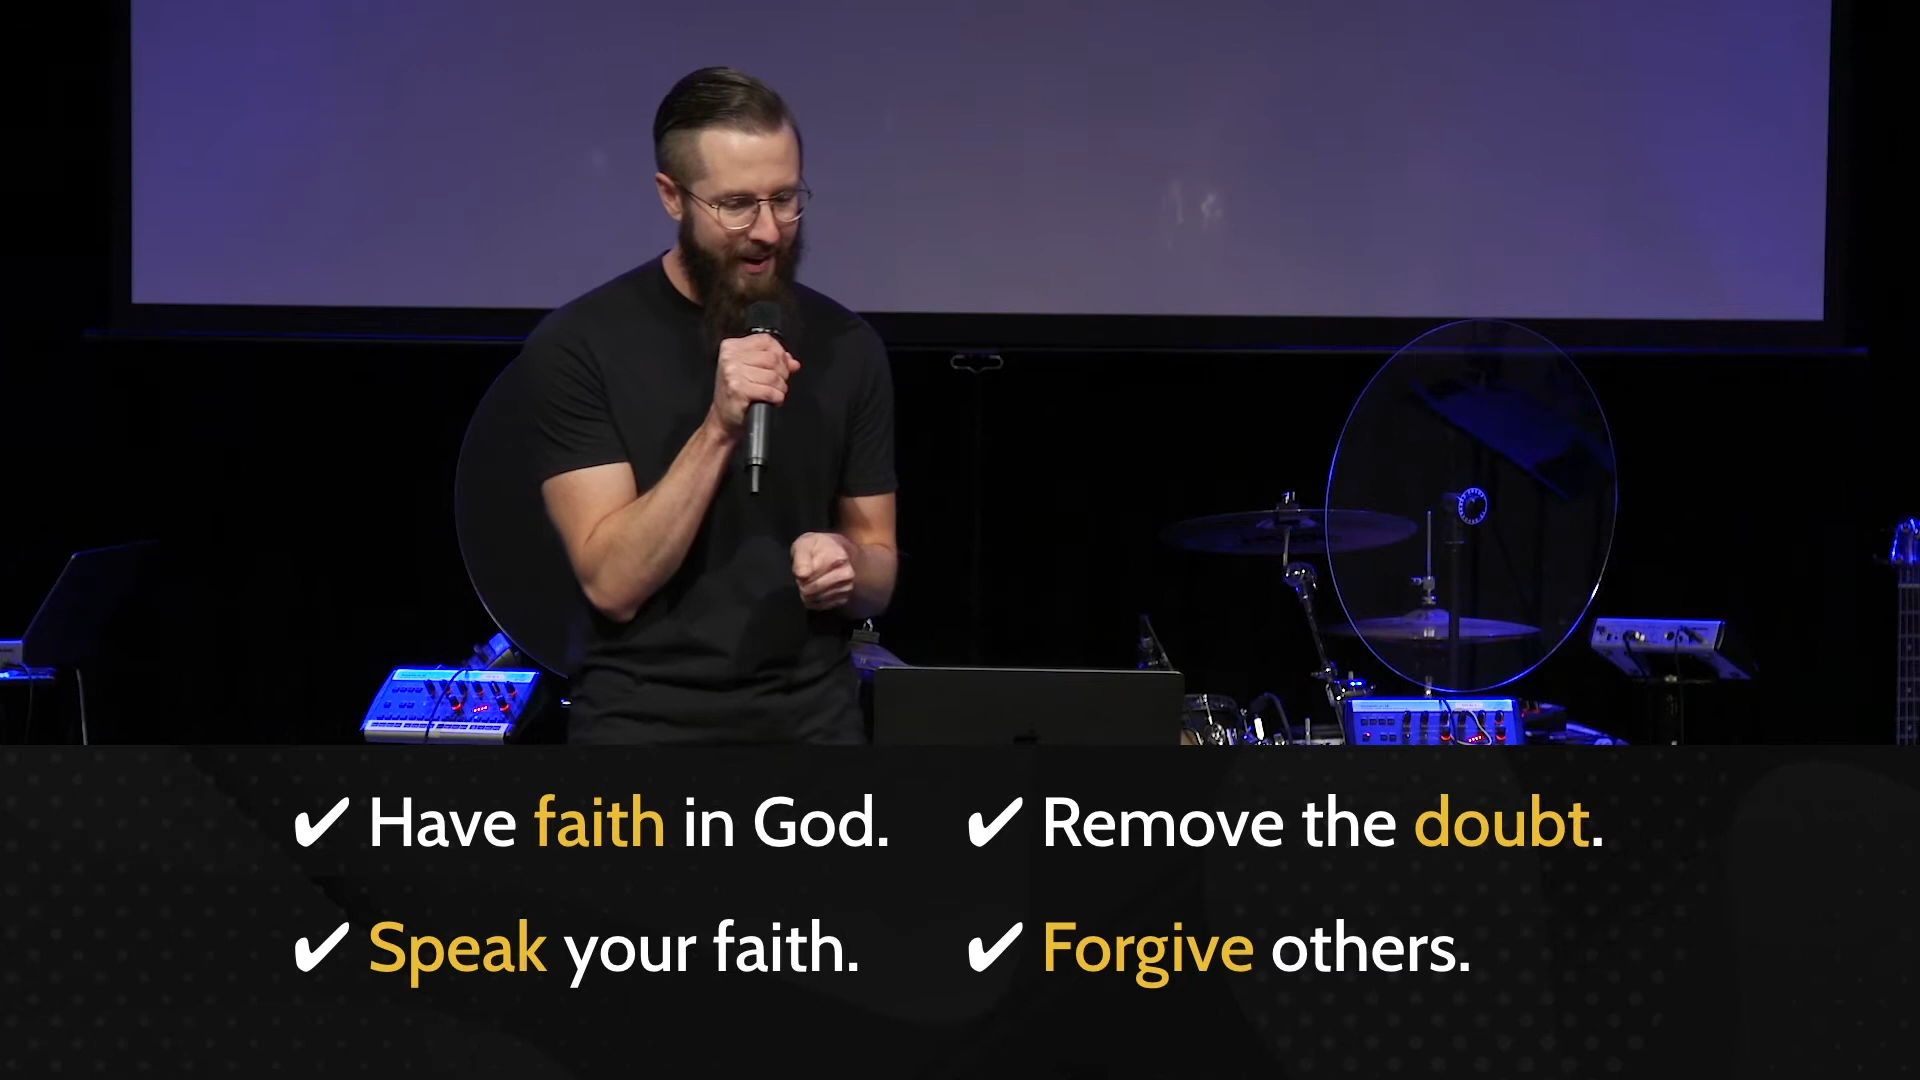 ✔ Have faith in God.
✔ Speak your faith.
✔ Remove the doubt.
✔ Forgive others.